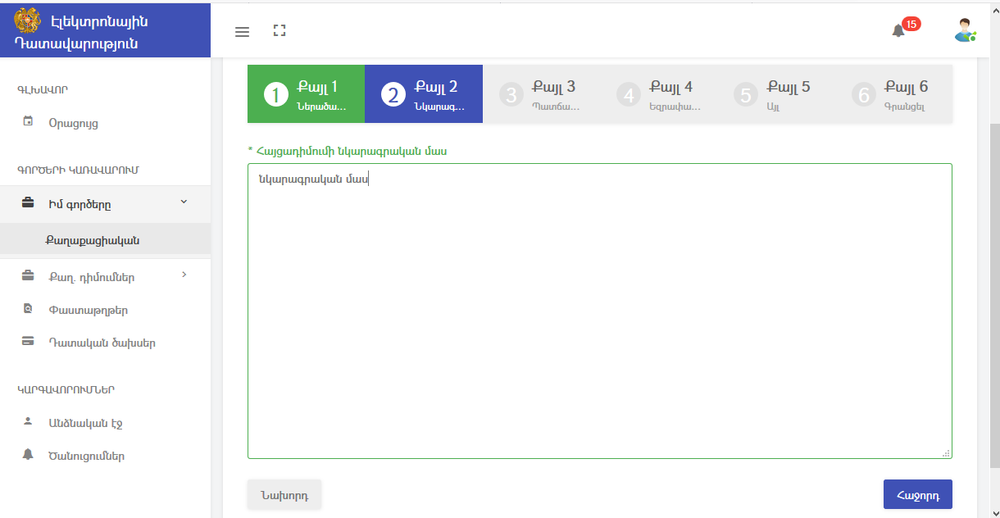 Էլեկտրոնային
Դատավարություն
15
ԳԼԽԱՎՈՐ
Օրացույց
ԳՈՐԾԵՐԻ ԿԱՌԱՎԱՐՈՒՄ
Իմ գործերը
Քաղաքացիական
Քաղ. դիմումներ
Փաստաթղթեր
Դատական ծախսեր
ԿԱՐԳԱՎՈՐՈՒՄՆԵՐ
Անձնական էջ
Ծանուցումներ
1 Քայլ 1
Ներածա...
2 Քայլ 2
Նկարագ...
3 Քայլ 3
Պատճա...
4 Քայլ 4
Եզրափա...
5 Քայլ 5
Այլ
6 Քայլ 6
Գրանցել
* Հայցադիմումի նկարագրական մաս
նկարագրական մաս
Նախորդ
Հաջորդ